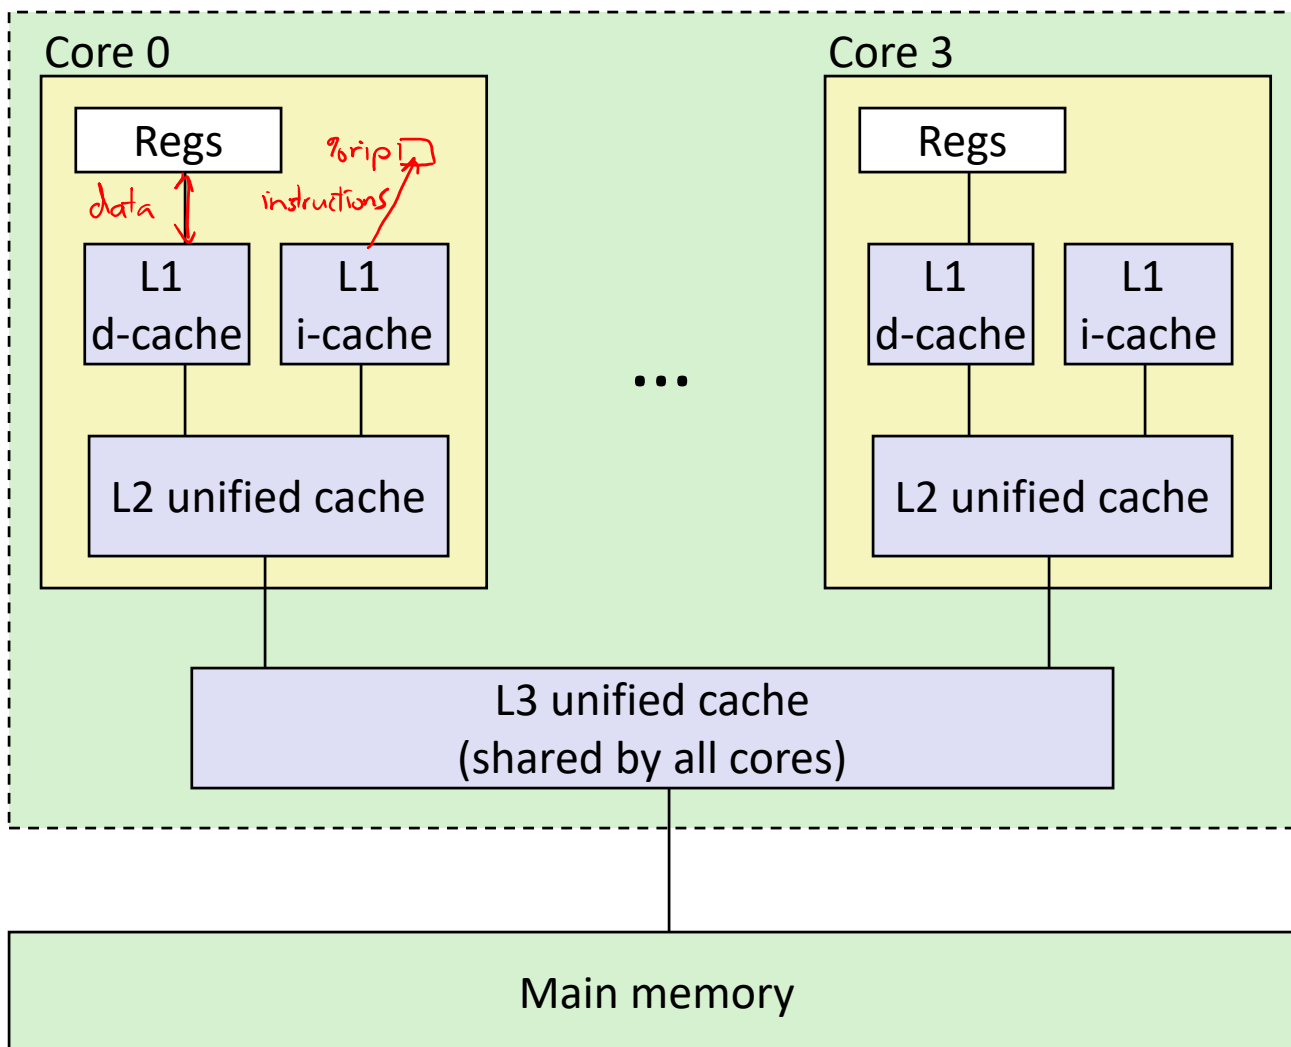 Core 0
Core 3
Regs
%rip
Regs
data
instructions
L1
d-cache
L1
i-cache
...
L1
d-cache
L1
i-cache
L2 unified cache
L2 unified cache
L3 unified cache
(shared by all cores)
Main memory